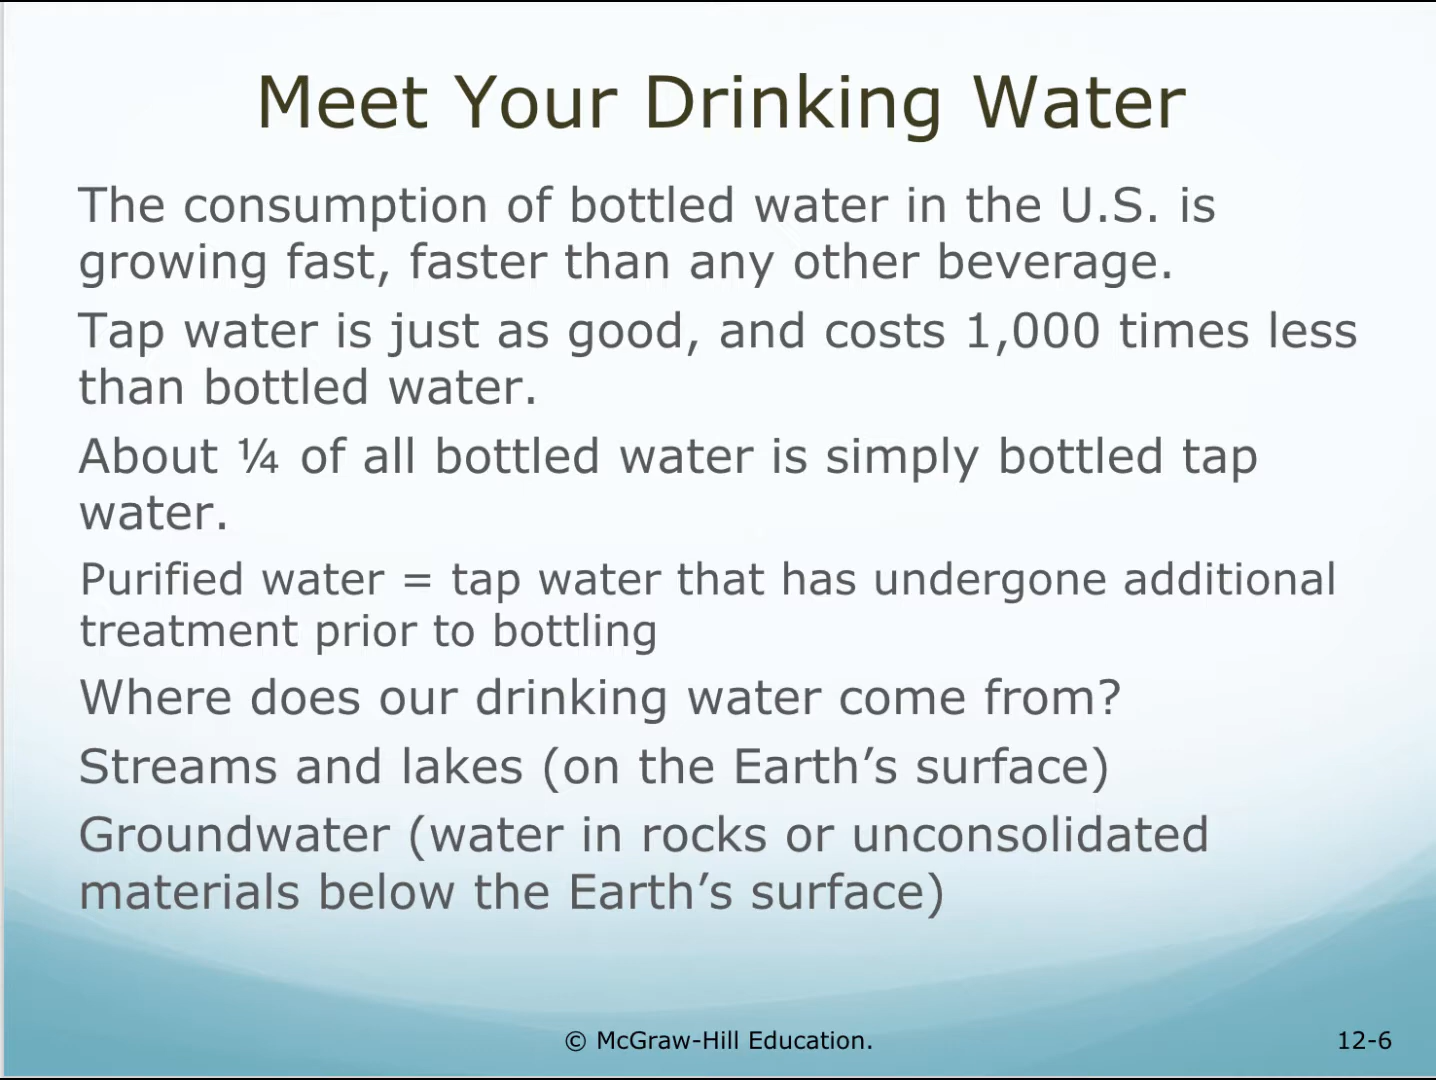 Meet Your Drinking Water
The consumption of bottled water in the U.S. is
growing fast, faster than any other beverage.
Tap water is just as good, and costs 1,000 times less
than bottled water.
About ¼ of all bottled water is simply bottled tap
water.
Purified water = tap water that has undergone additional
treatment prior to bottling
Where does our drinking water come from?
Streams and lakes (on the Earth’s surface)
Groundwater (water in rocks or unconsolidated
materials below the Earth’s surface)
© McGraw-Hill Education.
12-6